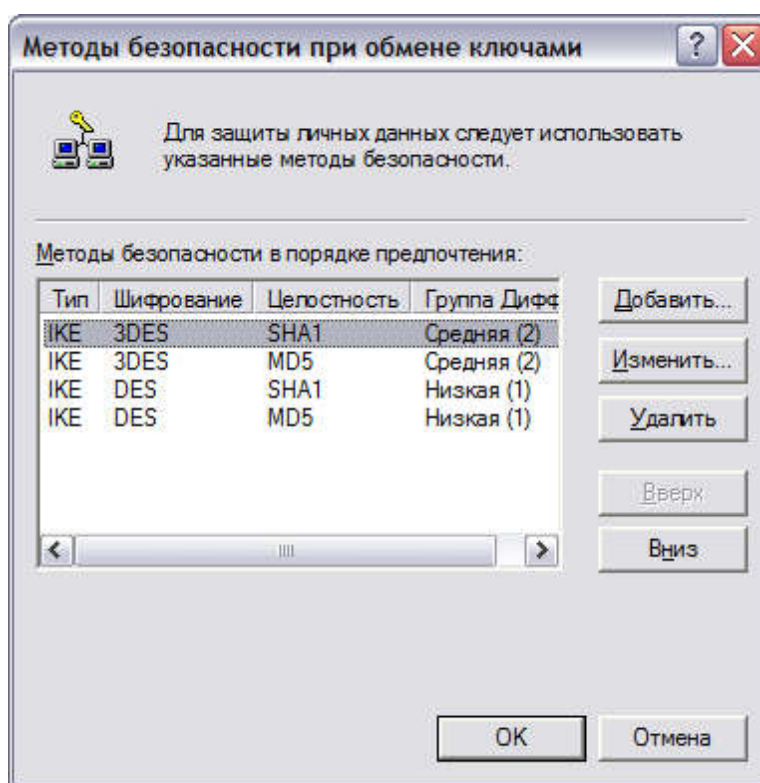 Методы безопасности при обмене ключами
Для защиты личных данных следует использовать
указанные методы безопасности.
Методы безопасности в порядке предпочтения:
Тип Шифрование Целостность Группа Дифф
IKE 3DES SHA1 Средняя (2)
IKE 3DES MD5 Средняя (2)
IKE DES SHA1 Низкая (1)
IKE DES MD5 Низкая (1)
Добавить...
Изменить...
Удалить
Вверх
Вниз
OK
Отмена